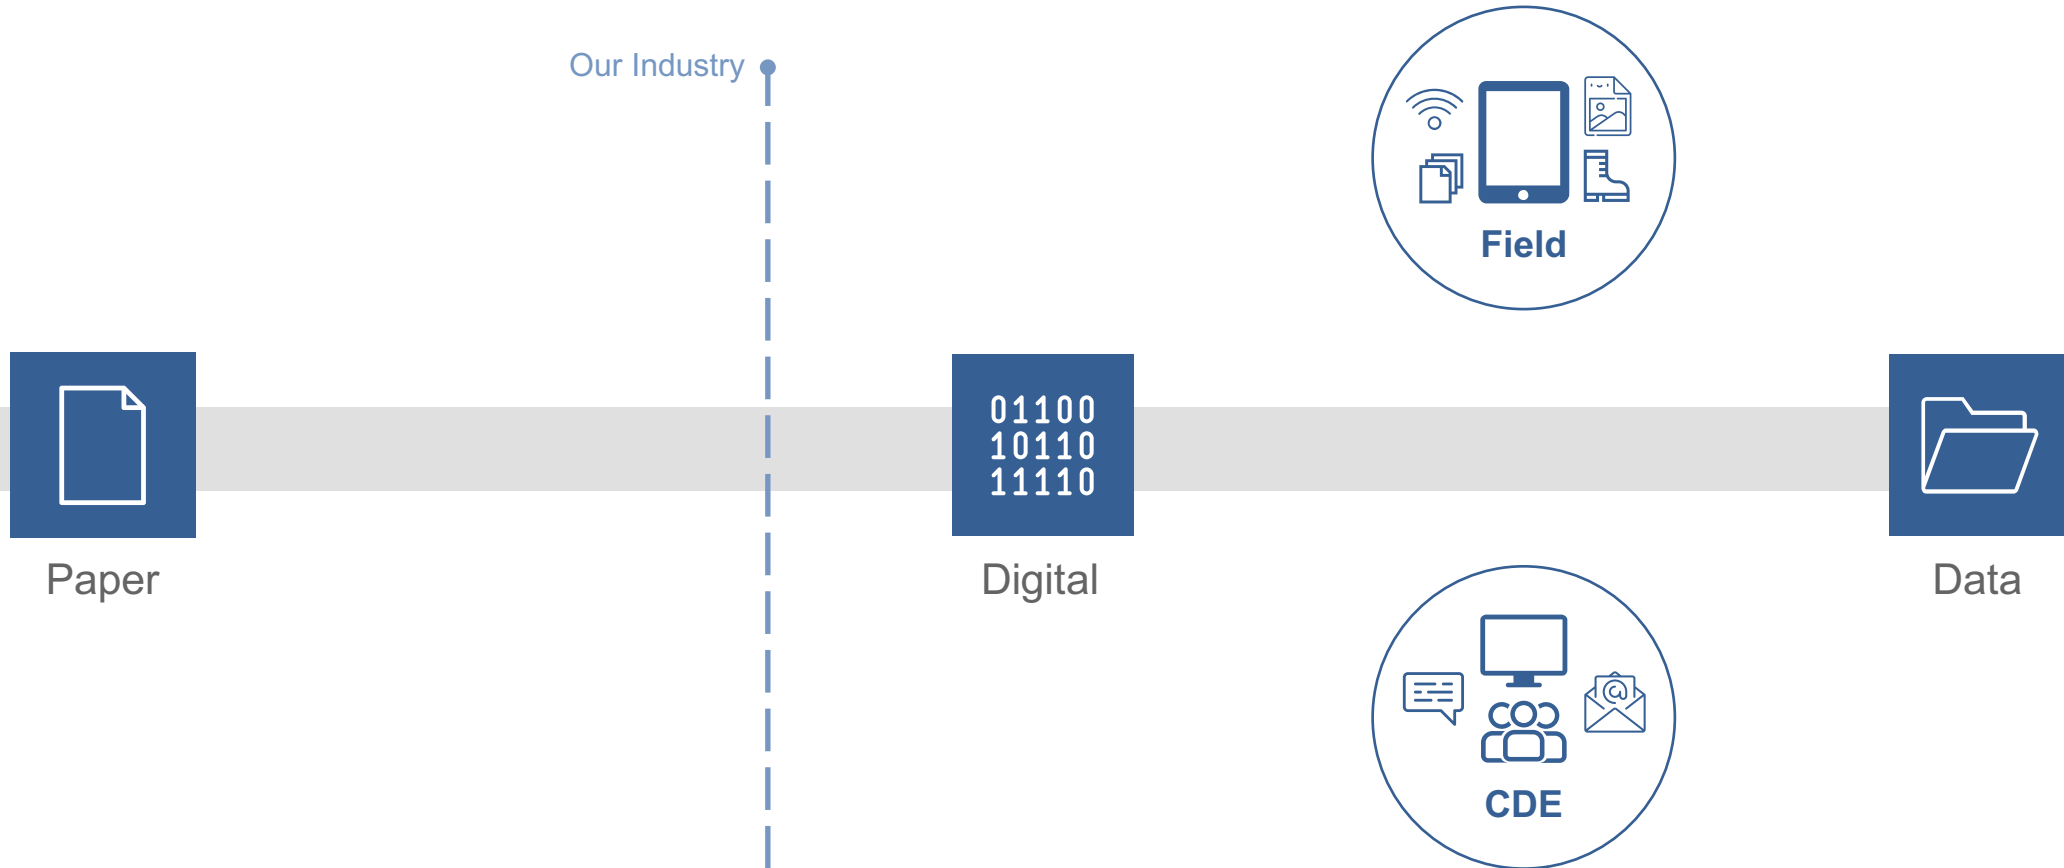 Our Industry
Field
01100
10110
11110
Paper
Digital
Data
@
CDE